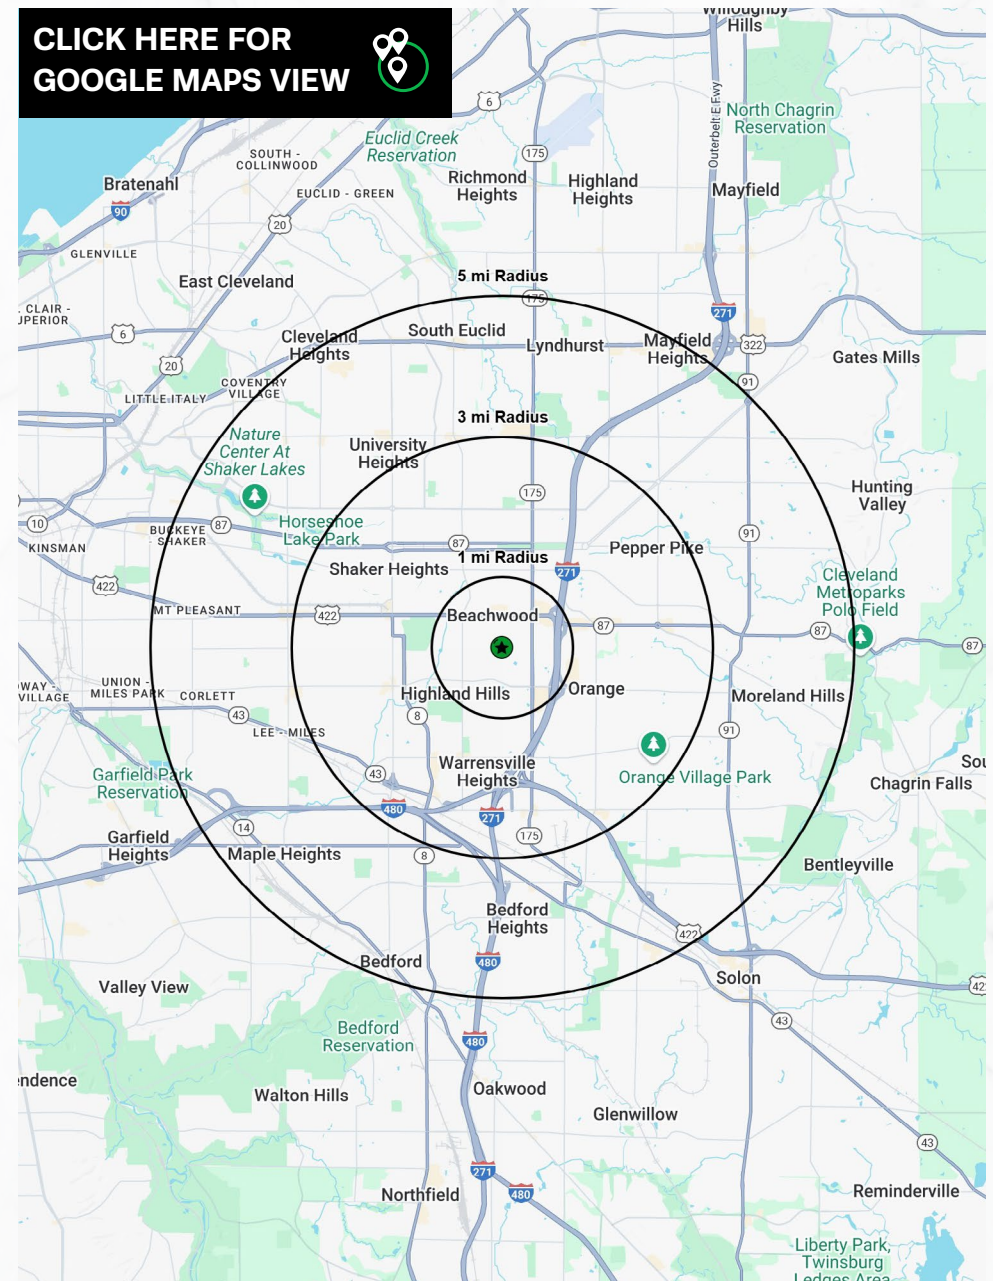 CLICK HERE FOR
GOOGLE MAPS VIEW
Willoughby
Hills
6
Outerbelt E Fwy
North Chagrin
Reservation
Euclid Creek
Reservation
175
SOUTH -
COLLINWOOD
Bratenahl
EUCLID - GREEN
Richmond
Heights
Highland
Heights
Mayfield
90
20
GLENVILLE
East Cleveland
5 mi Radius
175
271
. CLAIR -
UPERIOR
6
Cleveland
Heights
South Euclid
Lyndhurst
Mayfield
Heights
322
Gates Mills
20
COVENTRY
VILLAGE
91
LITTLE ITALY
3 mi Radius
Nature
Center At
Shaker Lakes
University
Heights
175
Hunting
Valley
10
BUCKEYE
- SHAKER
87
Horseshoe
Lake Park
87
91
KINSMAN
Pepper Pike
1 mi Radius
Shaker Heights
271
422
Cleveland
Metroparks
Polo Field
MT PLEASANT
422
Beachwood
87
87
87
OWAY -
VILLAGE
UNION -
MILES PARK
CORLETT
Highland Hills
Orange
Moreland Hills
43
8
91
LEE - MILES
Warrensville
Heights
Orange Village Park
Sou
Chagrin Falls
43
Garfield Park
Reservation
480
271
14
175
Garfield
Heights
Maple Heights
8
Bentleyville
Bedford
Heights
422
Bedford
480
Solon
Valley View
42
43
Bedford
Reservation
480
endence
Walton Hills
Oakwood
Glenwillow
43
271
480
Northfield
Reminderville
Liberty Park,
Twinsburg
Ledges Area